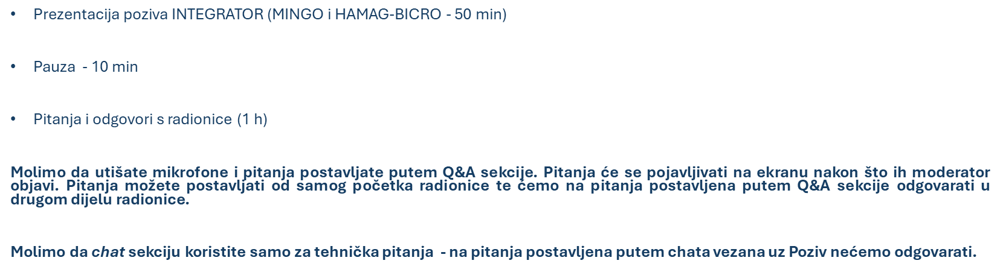 • Prezentacija poziva INTEGRATOR (MINGO i HAMAG-BICRO - 50 min)
• Pauza - 10 min
• Pitanja i odgovori s radionice (1 h)
Molimo da utišate mikrofone i pitanja postavljate putem Q&A sekcije. Pitanja će se pojavljivati na ekranu nakon što ih moderator
objavi. Pitanja možete postavljati od samog početka radionice te ćemo na pitanja postavljena putem Q&A sekcije odgovarati u
drugom dijelu radionice.
Molimo da chat sekciju koristite samo za tehnička pitanja - na pitanja postavljena putem chata vezana uz Poziv nećemo odgovarati.